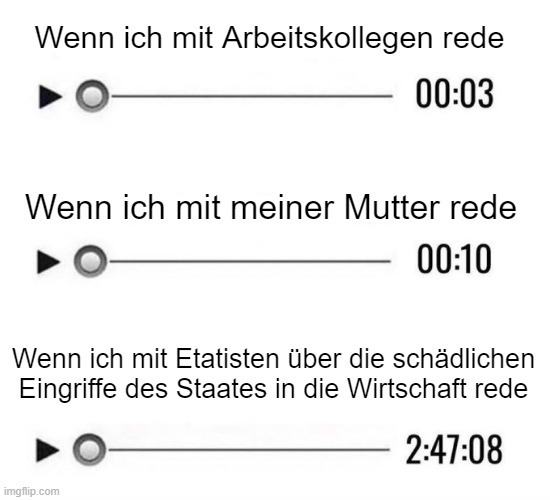 Wenn ich mit Arbeitskollegen rede
00:03
Wenn ich mit meiner Mutter rede
00:10
Wenn ich mit Etatisten über die schädlichen
Eingriffe des Staates in die Wirtschaft rede
2:47:08
imgflip.com